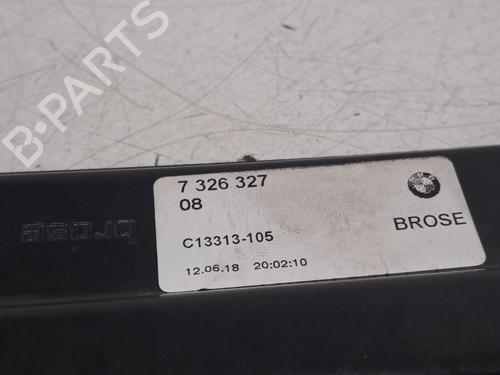 B-PARTS
7 326 327
08
C13313-105
BROSE
12.06.18 20:02:10
brose